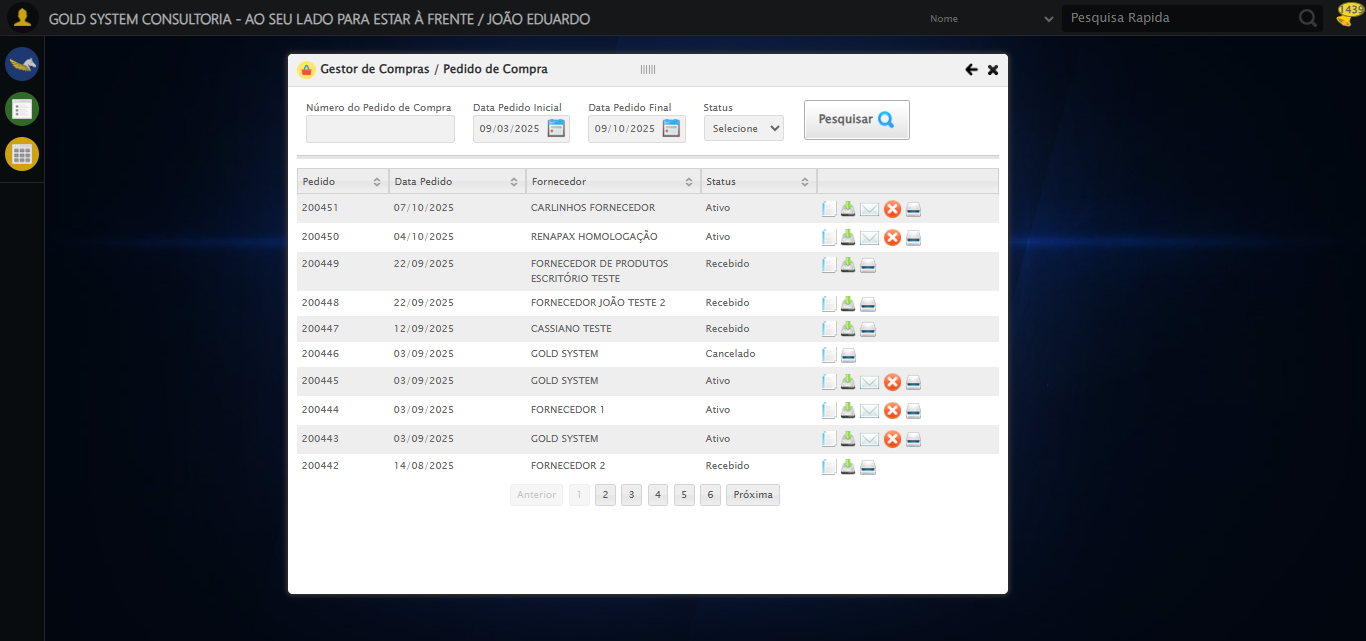 GOLD SYSTEM CONSULTORIA - AO SEU LADO PARA ESTAR À FRENTE / JOÃO EDUARDO
Nome
Pesquisa Rapida
1439
Gestor de Compras / Pedido de Compra
Número do Pedido de Compra
Data Pedido Inicial
Data Pedido Final
Status
09/03/2025
09/10/2025
Selecione
Pesquisar
Pedido Data Pedido Fornecedor Status
200451 07/10/2025 CARLINHOS FORNECEDOR Ativo
200450 04/10/2025 RENAPAX HOMOLOGAÇÃO Ativo
200449 22/09/2025 FORNECEDOR DE PRODUTOS Recebido
ESCRITÓRIO TESTE
200448 22/09/2025 FORNECEDOR JOÃO TESTE 2 Recebido
200447 12/09/2025 CASSIANO TESTE Recebido
200446 03/09/2025 GOLD SYSTEM Cancelado
200445 03/09/2025 GOLD SYSTEM Ativo
200444 03/09/2025 FORNECEDOR 1 Ativo
200443 03/09/2025 GOLD SYSTEM Ativo
200442 14/08/2025 FORNECEDOR 2 Recebido
Anterior 1 2 3 4 5 6 Próxima